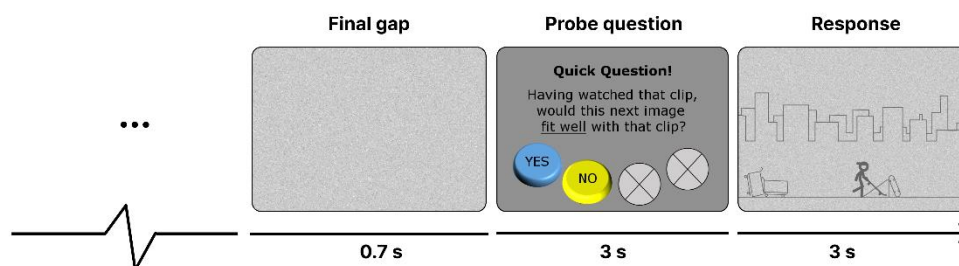 Final gap
Probe question
Response
...
Quick Question!
Having watched that clip,
would this next image
fit well with that clip?
YES
NO
0.7 s
3 s
3 s